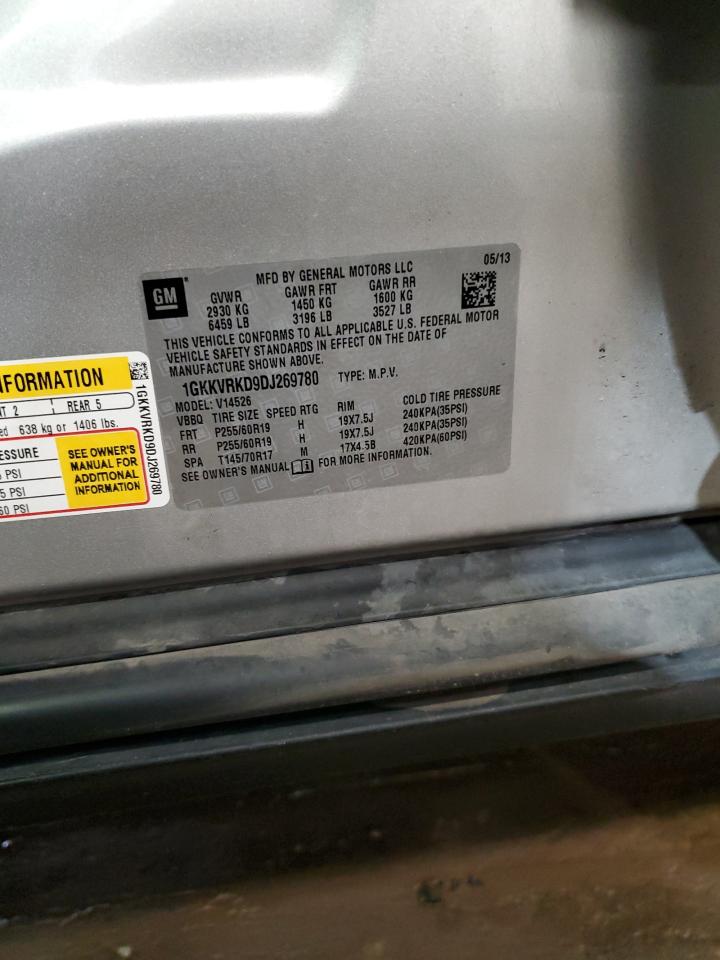 GM
MFD BY GENERAL MOTORS LLC
05/13
GVWR GAWR FRT GAWR RR
2930 KG 1450 KG 1600 KG
6459 LB 3196 LB 3527 LB
THIS VEHICLE CONFORMS TO ALL APPLICABLE U.S. FEDERAL MOTOR
VEHICLE SAFETY STANDARDS IN EFFECT ON THE DATE OF
MANUFACTURE SHOWN ABOVE.
1GKKVRKD9DJ269780 TYPE: M.P.V.
MODEL: V14526
VBBQ TIRE SIZE SPEED RTG RIM COLD TIRE PRESSURE
FRT P255/60R19 H 19X7.5J 240KPA(35PSI)
RR P255/60R19 H 19X7.5J 240KPA(35PSI)
SPA T145/70R17 M 17X4.5B 420KPA(60PSI)
SEE OWNER'S MANUAL FOR MORE INFORMATION.
NFORMATION
NT 2 REAR 5
ed 638 kg or 1406 lbs.
ESSURE
PSI
5 PSI
60 PSI
SEE OWNER'S
MANUAL FOR
ADDITIONAL
INFORMATION
1GKKVRKD9DJ269780